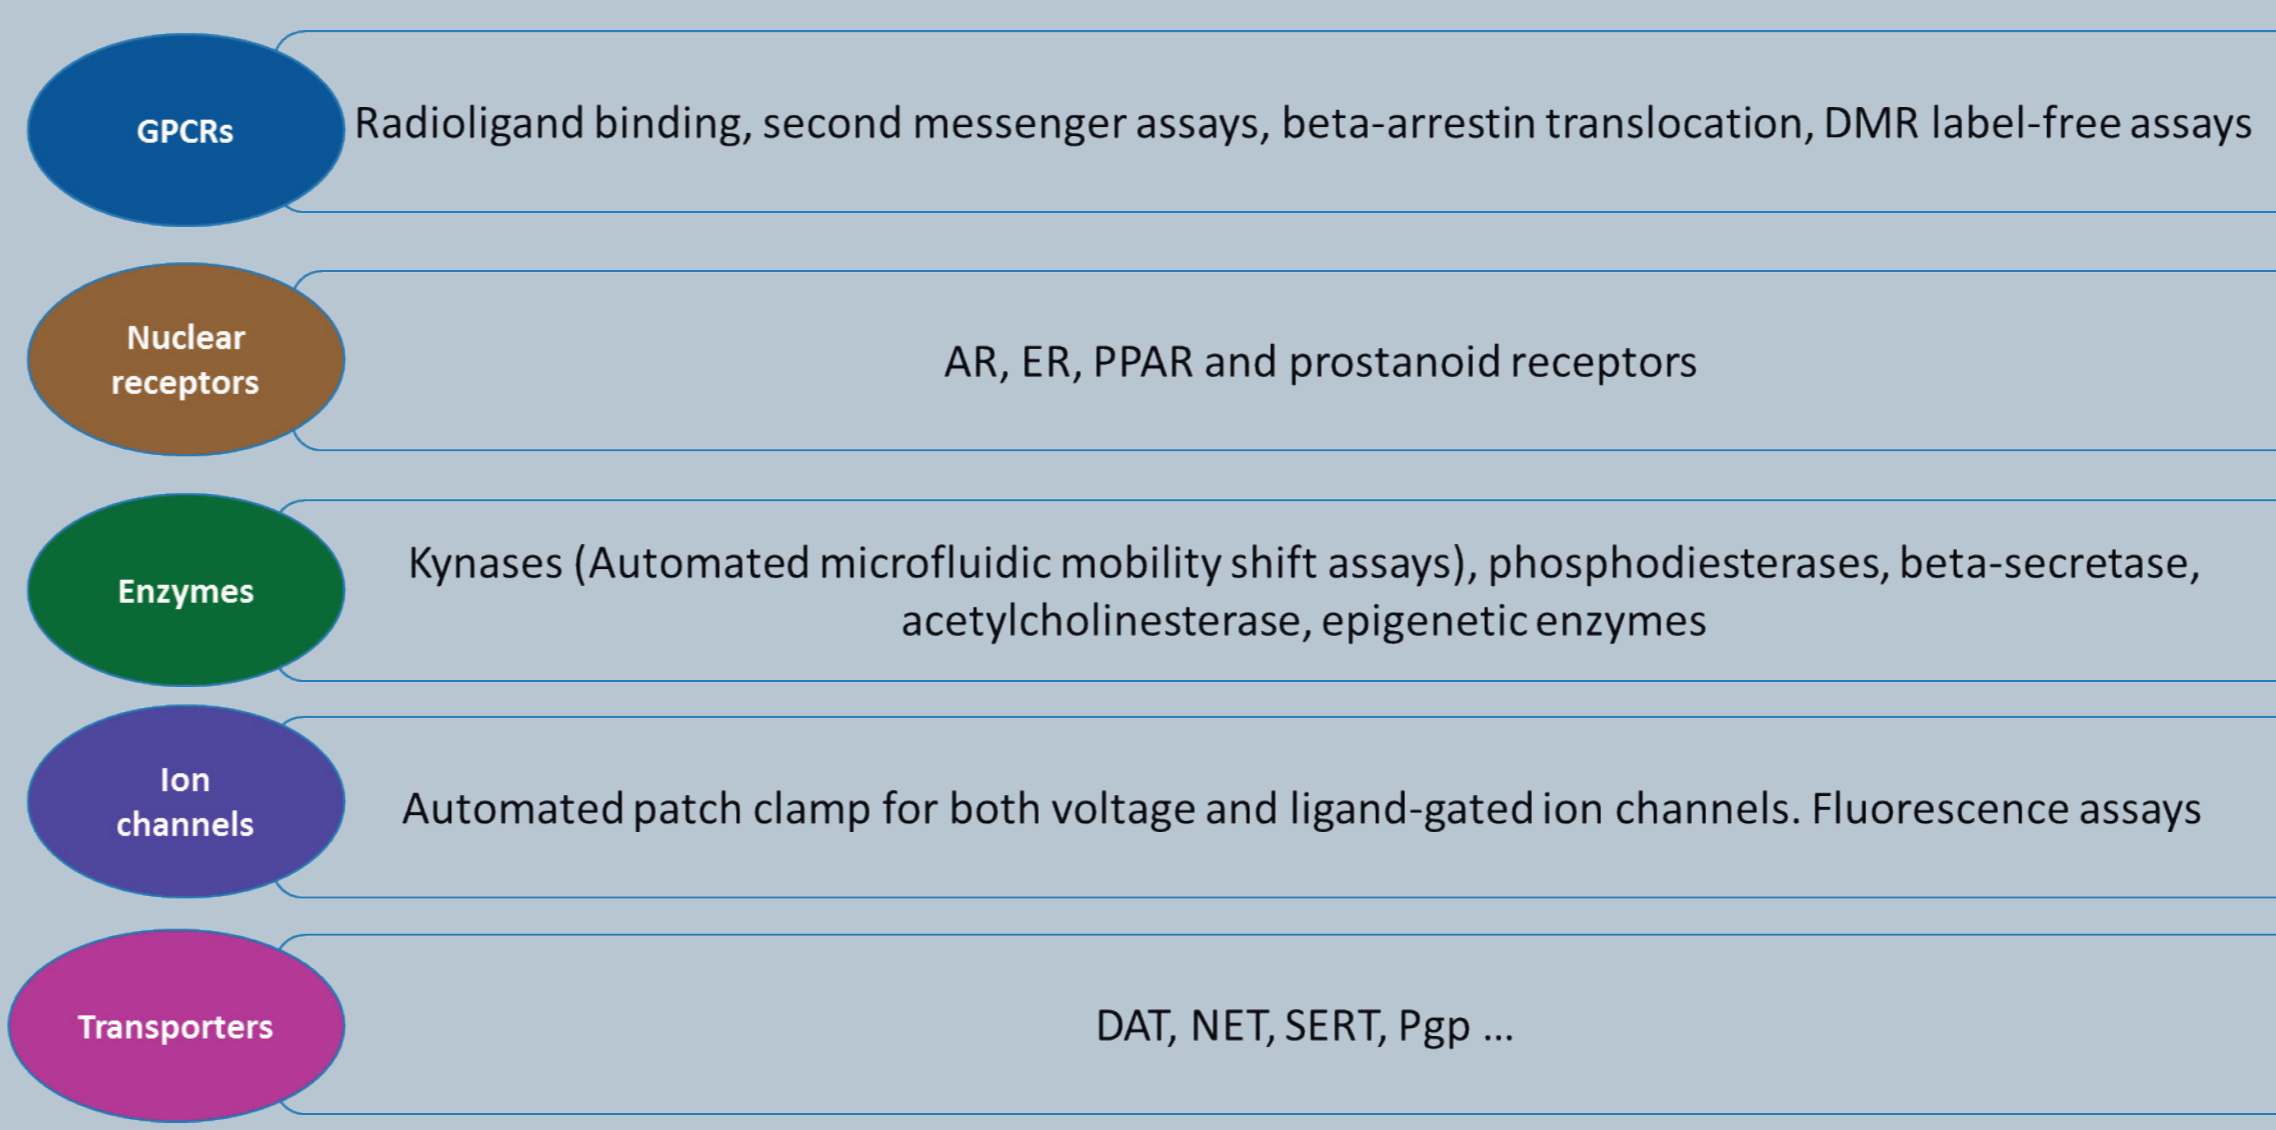 GPCRs
Radioligand binding, second messenger assays, beta-arrestin translocation, DMR label-free assays
Nuclear
receptors
AR, ER, PPAR and prostanoid receptors
Enzymes
Kynases (Automated microfluidic mobility shift assays), phosphodiesterases, beta-secretase,
acetylcholinesterase, epigenetic enzymes
Ion
channels
Automated patch clamp for both voltage and ligand-gated ion channels. Fluorescence assays
Transporters
DAT, NET, SERT, Pgp ...